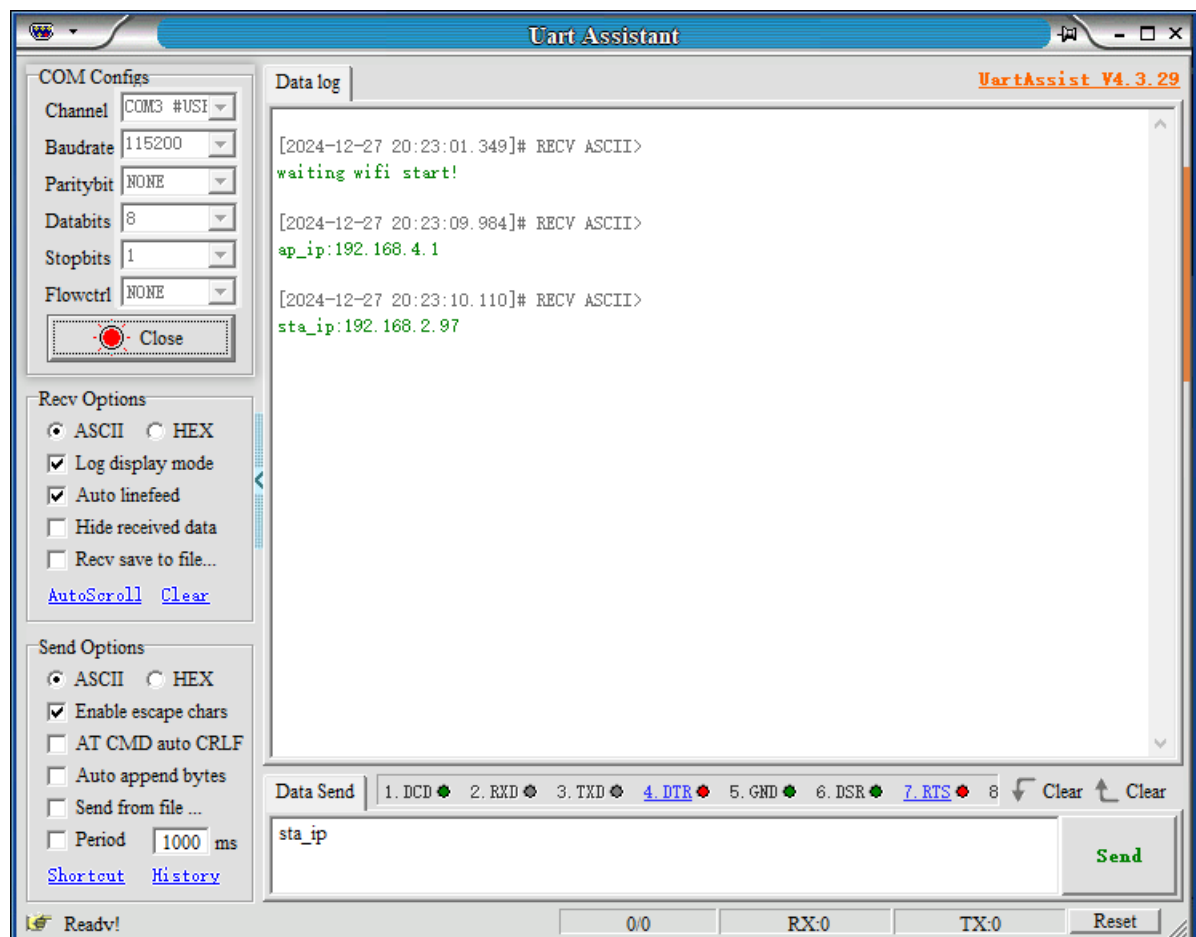 Uart Assistant
COM Configs
Channel COM3 #USI
Baudrate 115200
Paritybit NONE
Databits 8
Stopbits 1
Flowctrl NONE
Close
Recv Options
ASCII HEX
Log display mode
Auto linefeed
Hide received data
Recv save to file...
AutoScroll Clear
Send Options
ASCII HEX
Enable escape chars
AT CMD auto CRLF
Auto append bytes
Send from file ...
Period 1000 ms
Shortcut History
Data log UartAssist V4.3.29
[2024-12-27 20:23:01.349]# RECV ASCII>
waiting wifi start!
[2024-12-27 20:23:09.984]# RECV ASCII>
ap_ip:192.168.4.1
[2024-12-27 20:23:10.110]# RECV ASCII>
sta_ip:192.168.2.97
Data Send 1. DCD 2. RXD 3. TXD 4. DTR 5. GND 6. DSR 7. RTS 8 Clear Clear
sta_ip
Send
Ready! 0/0 RX:0 TX:0 Reset